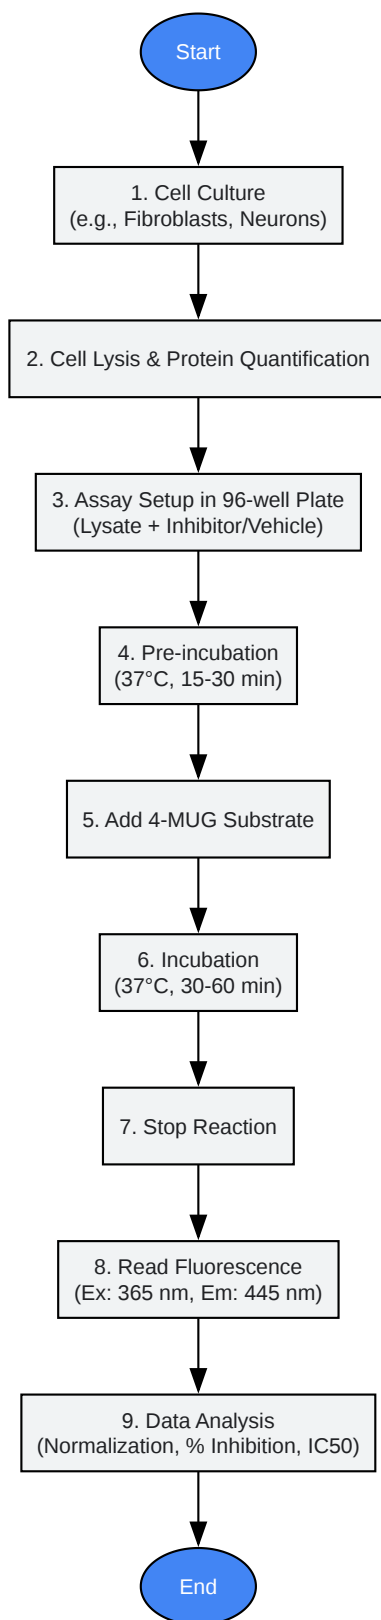 Start
1. Cell Culture
(e.g., Fibroblasts, Neurons)
2. Cell Lysis & Protein Quantification
3. Assay Setup in 96-well Plate
(Lysate + Inhibitor/Vehicle)
4. Pre-incubation
(37°C, 15-30 min)
5. Add 4-MUG Substrate
6. Incubation
(37°C, 30-60 min)
7. Stop Reaction
8. Read Fluorescence
(Ex: 365 nm, Em: 445 nm)
9. Data Analysis
(Normalization, % Inhibition, IC50)
End